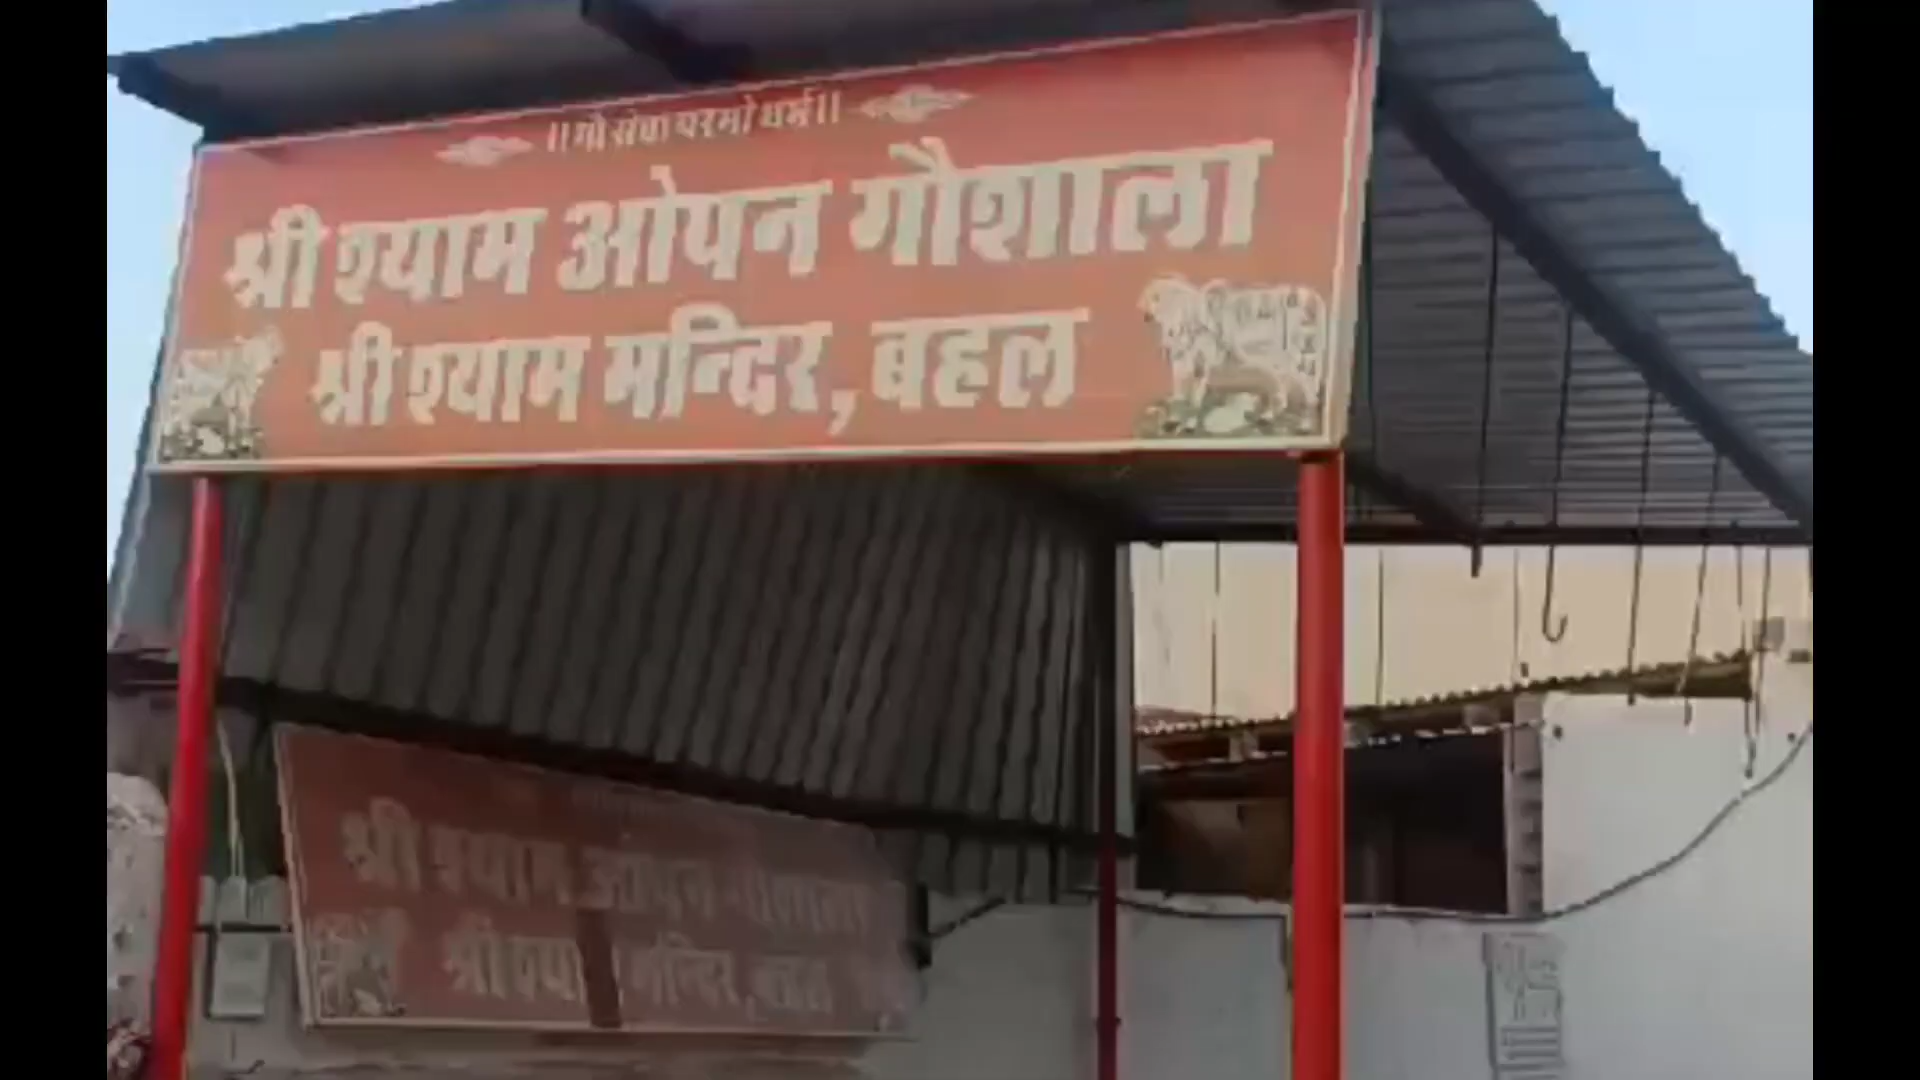 ।। गौ सेवा परमो धर्म ।।
श्री श्याम ओपन गौशाला
श्री श्याम मन्दिर, बहल
श्री श्याम ओपन गौशाला
श्री श्याम मन्दिर, बहल